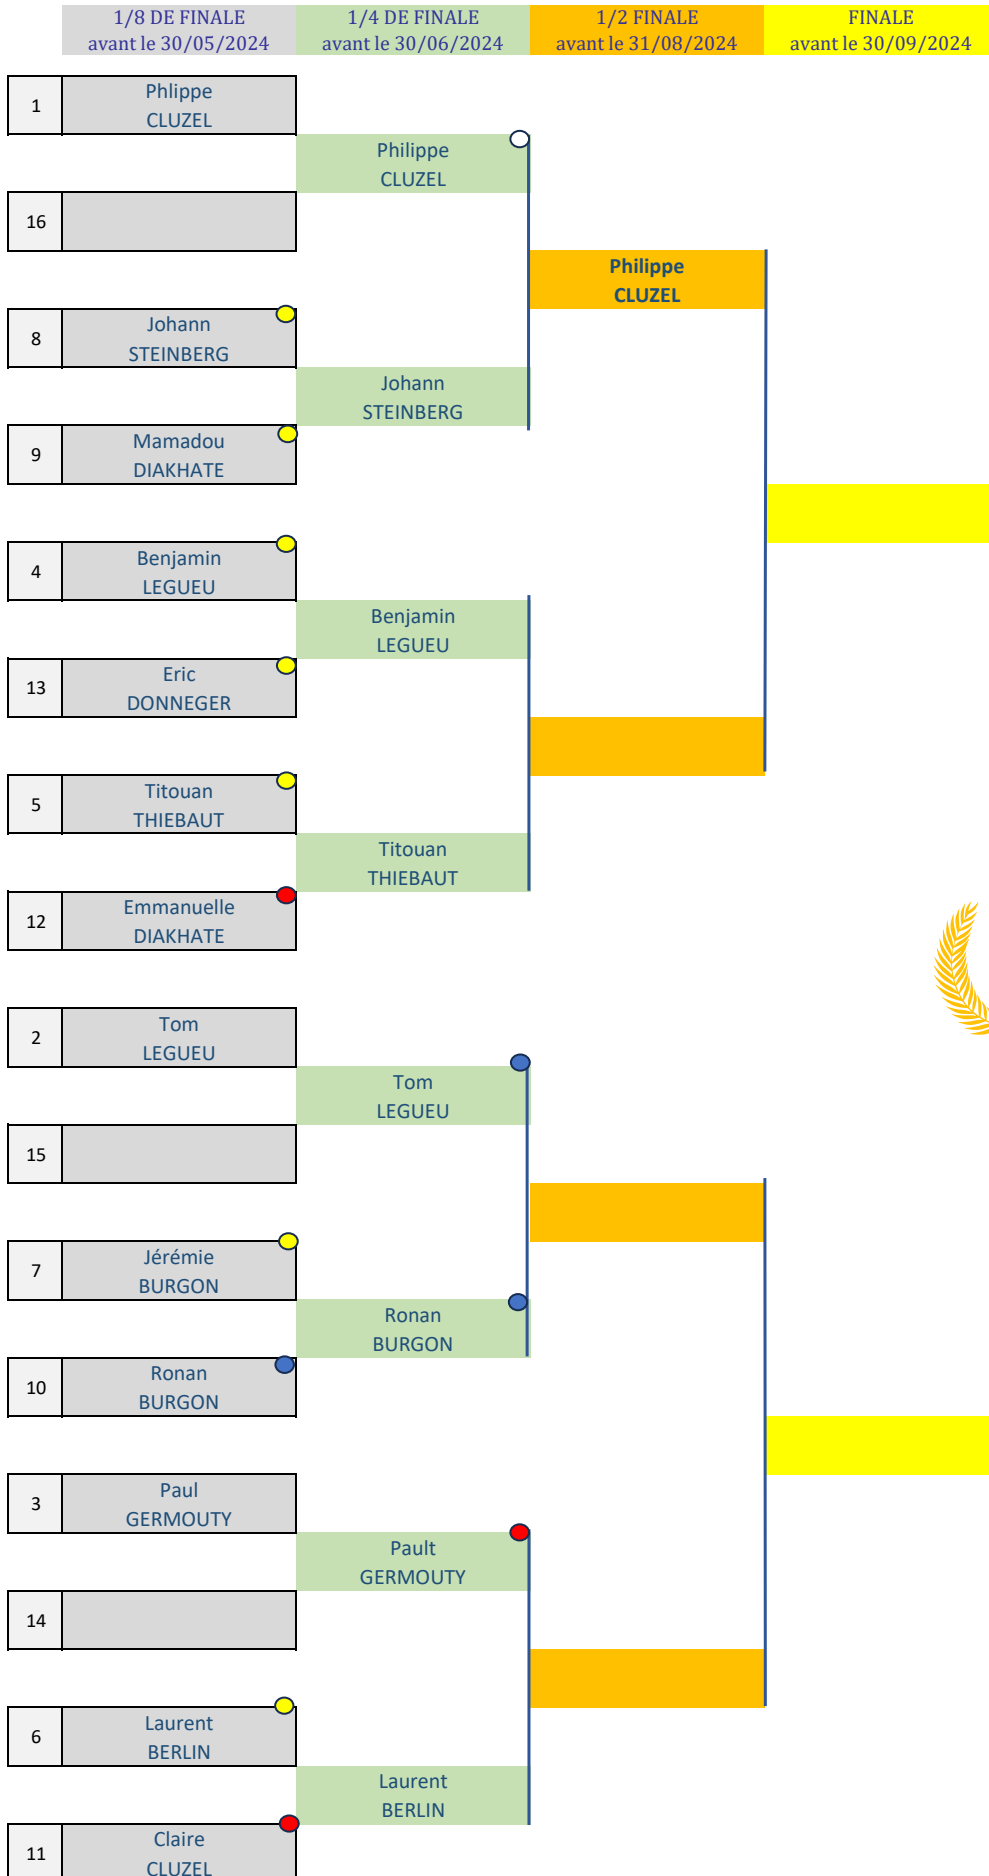 1/8 DE FINALE
avant le 30/05/2024
1/4 DE FINALE
avant le 30/06/2024
1/2 FINALE
avant le 31/08/2024
FINALE
avant le 30/09/2024
1
Phlippe
CLUZEL
Philippe
CLUZEL
16
Philippe
CLUZEL
8
Johann
STEINBERG
Johann
STEINBERG
9
Mamadou
DIAKHATE
4
Benjamin
LEGUEU
Benjamin
LEGUEU
13
Eric
DONNEGER
5
Titouan
THIEBAUT
Titouan
THIEBAUT
12
Emmanuelle
DIAKHATE
2
Tom
LEGUEU
Tom
LEGUEU
15
7
Jérémie
BURGON
Ronan
BURGON
10
Ronan
BURGON
3
Paul
GERMOUTY
Pault
GERMOUTY
14
6
Laurent
BERLIN
Laurent
BERLIN
11
Claire
CLUZEL